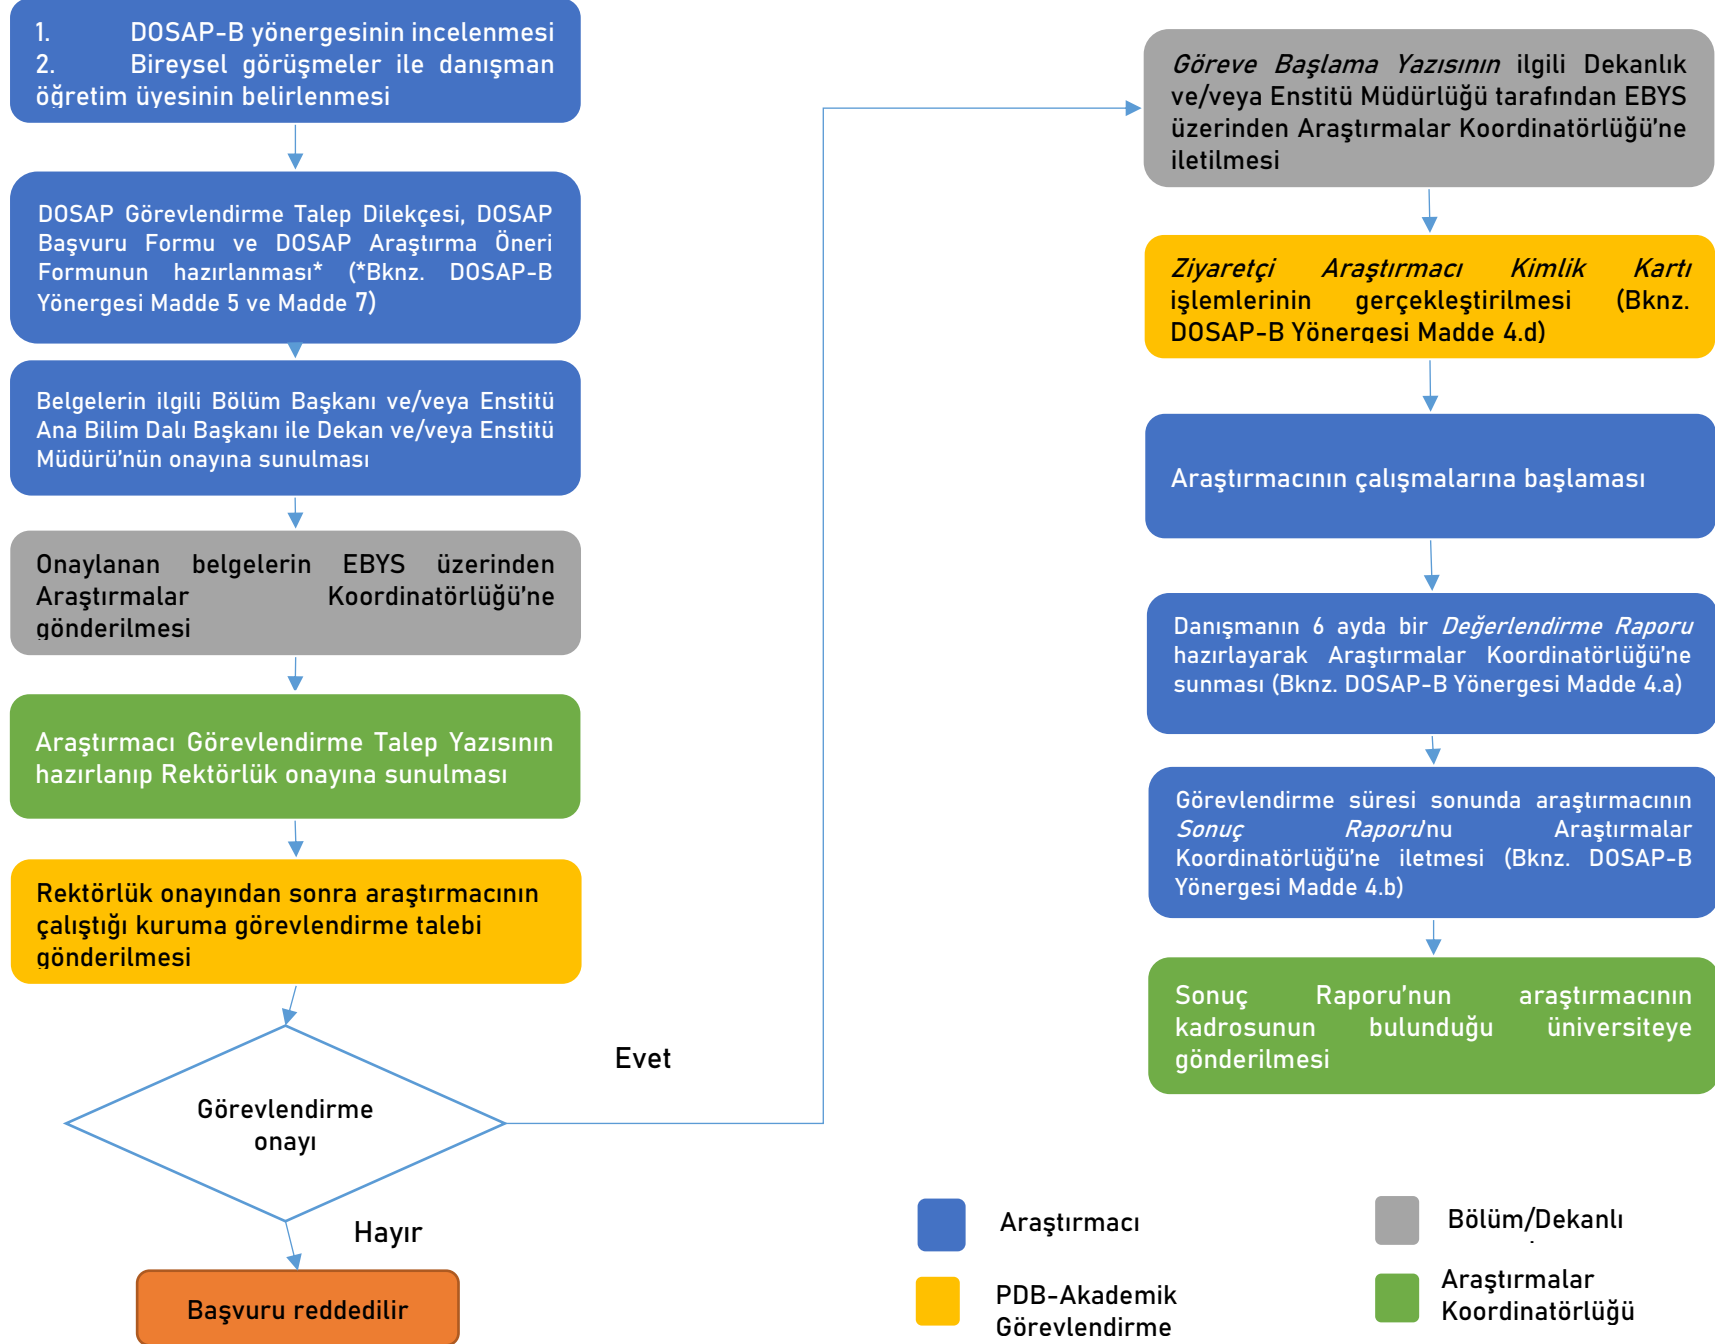 1. DOSAP-B yönergesinin incelenmesi
2. Bireysel görüşmeler ile danışman
öğretim üyesinin belirlenmesi
DOSAP Görevlendirme Talep Dilekçesi, DOSAP
Başvuru Formu ve DOSAP Araştırma Öneri
Formunun hazırlanması* (*Bknz. DOSAP-B
Yönergesi Madde 5 ve Madde 7)
Belgelerin ilgili Bölüm Başkanı ve/veya Enstitü
Ana Bilim Dalı Başkanı ile Dekan ve/veya Enstitü
Müdürü'nün onayına sunulması
Onaylanan belgelerin EBYS üzerinden
Araştırmalar Koordinatörlüğü'ne
gönderilmesi
Araştırmacı Görevlendirme Talep Yazısının
hazırlanıp Rektörlük onayına sunulması
Rektörlük onayından sonra araştırmacının
çalıştığı kuruma görevlendirme talebi
gönderilmesi
Görevlendirme
onayı
Evet
Hayır
Başvuru reddedilir
Göreve Başlama Yazısının ilgili Dekanlık
ve/veya Enstitü Müdürlüğü tarafından EBYS
üzerinden Araştırmalar Koordinatörlüğü'ne
iletilmesi
Ziyaretçi Araştırmacı Kimlik Kartı
işlemlerinin gerçekleştirilmesi (Bknz.
DOSAP-B Yönergesi Madde 4.d)
Araştırmacının çalışmalarına başlaması
Danışmanın 6 ayda bir Değerlendirme Raporu
hazırlayarak Araştırmalar Koordinatörlüğü'ne
sunması (Bknz. DOSAP-B Yönergesi Madde 4.a)
Görevlendirme süresi sonunda araştırmacının
Sonuç Raporu'nu Araştırmalar
Koordinatörlüğü'ne iletmesi (Bknz. DOSAP-B
Yönergesi Madde 4.b)
Sonuç Raporu'nun araştırmacının
kadrosunun bulunduğu üniversiteye
gönderilmesi
Araştırmacı
Bölüm/Dekanlı
PDB-Akademik
Görevlendirme
Araştırmalar
Koordinatörlüğü